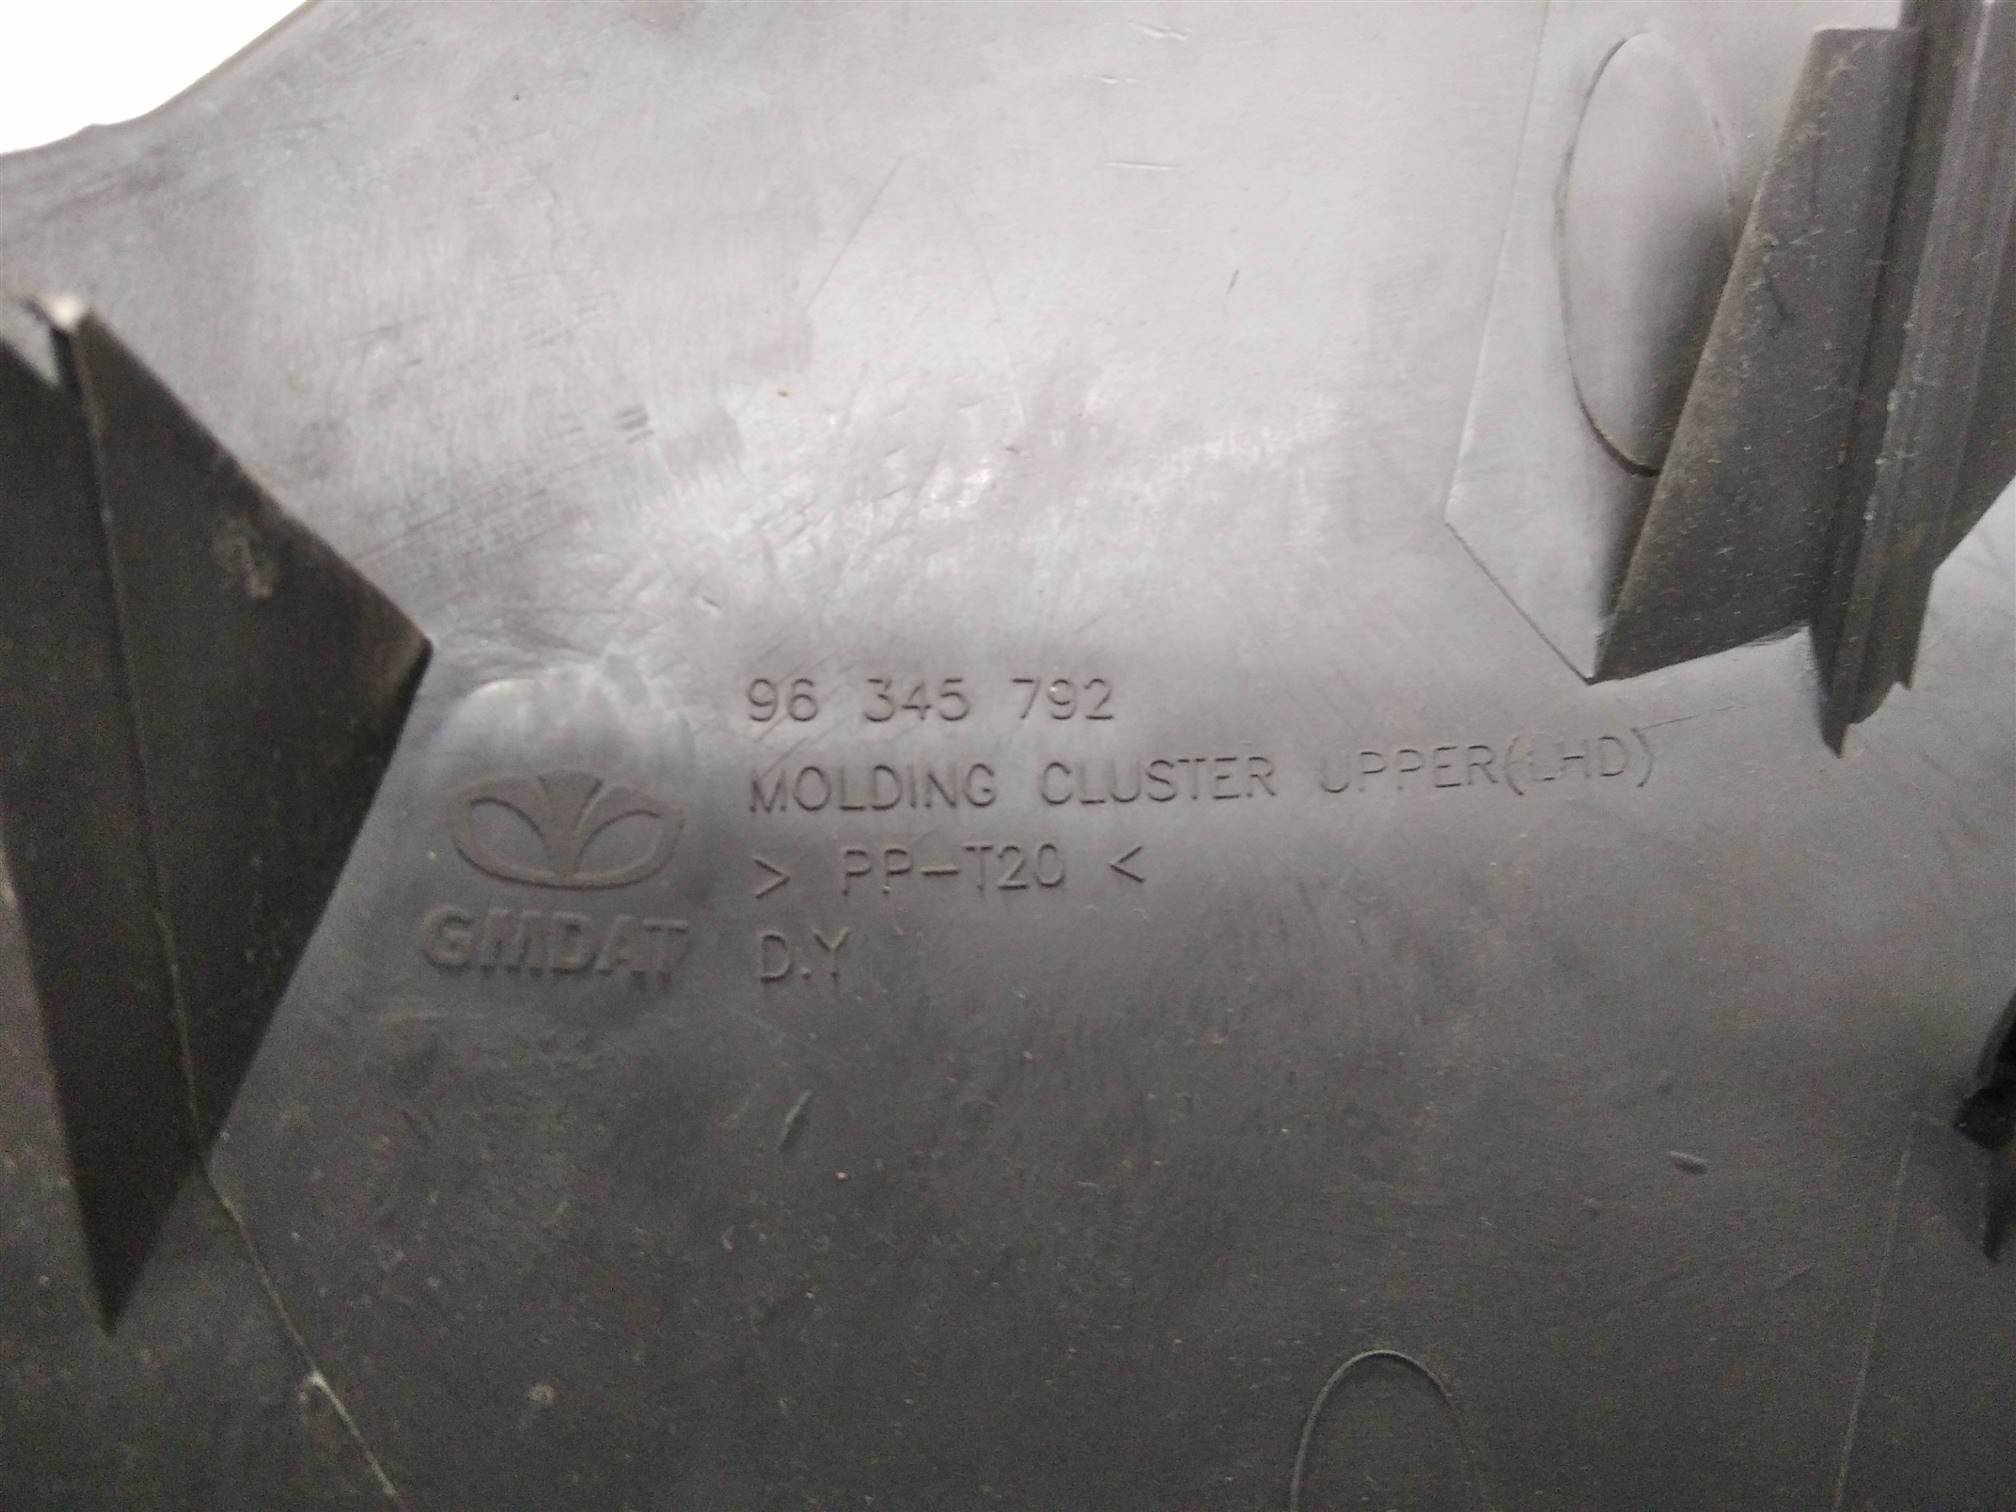 96 345 792
MOLDING CLUSTER UPPER(LHD)
> PP-T20 <
GMDAT D.Y